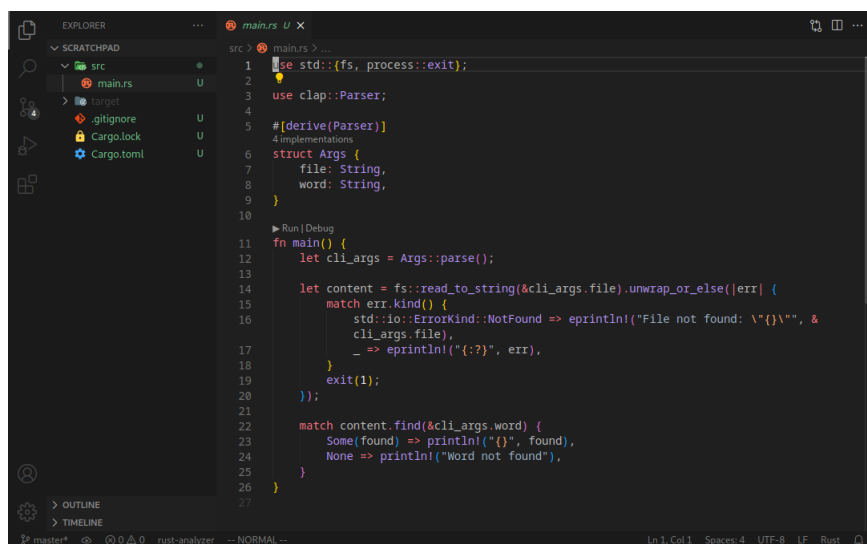 EXPLORER
SCRATCHPAD
src
main.rs U
target
.gitignore U
Cargo.lock U
Cargo.toml U
OUTLINE
TIMELINE
4
main.rs U
src > main.rs > ...
1 use std::{fs, process::exit};
2
3 use clap::Parser;
4
5 #[derive(Parser)]
4 implementations
6 struct Args {
7 file: String,
8 word: String,
9 }
10
Run | Debug
11 fn main() {
12 let cli_args = Args::parse();
13
14 let content = fs::read_to_string(&cli_args.file).unwrap_or_else(|err| {
15 match err.kind() {
16 std::io::ErrorKind::NotFound => eprintln!("File not found: \"{}\"", &
cli_args.file),
17 _ => eprintln!("{:?}", err),
18 }
19 exit(1);
20 });
21
22 match content.find(&cli_args.word) {
23 Some(found) => println!("{}", found),
24 None => println!("Word not found"),
25 }
26 }
27
master* 0 0 rust-analyzer -- NORMAL -- Ln 1, Col 1 Spaces: 4 UTF-8 LF Rust